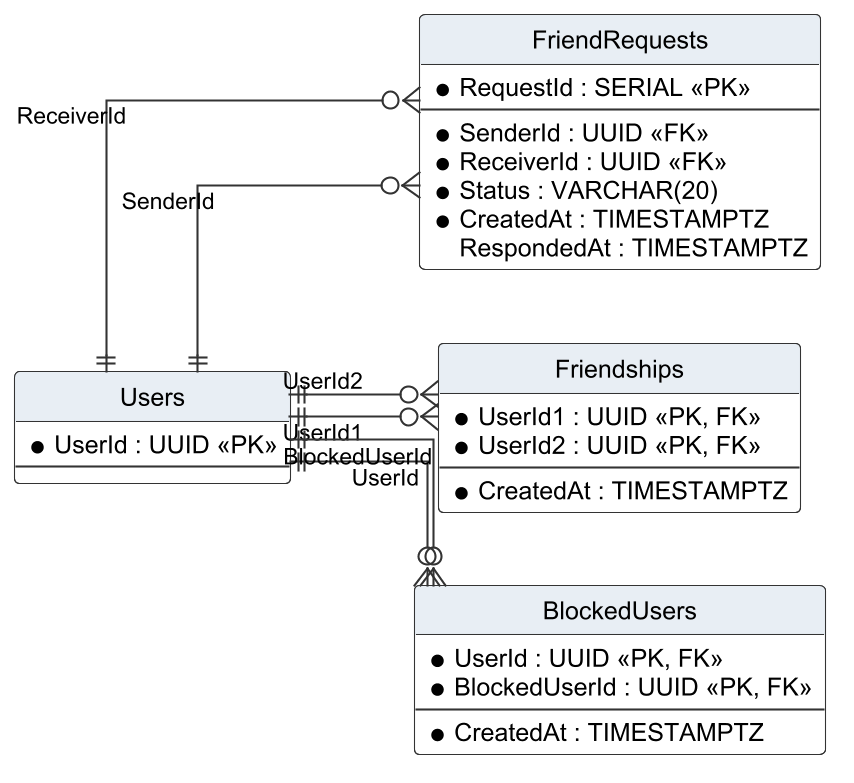 FriendRequests
RequestId : SERIAL «PK»
SenderId : UUID «FK»
ReceiverId : UUID «FK»
Status : VARCHAR(20)
CreatedAt : TIMESTAMPTZ
RespondedAt : TIMESTAMPTZ
ReceiverId
SenderId
Users
UserId : UUID «PK»
UserId2
UserId1
BlockedUserId
UserId
Friendships
UserId1 : UUID «PK, FK»
UserId2 : UUID «PK, FK»
CreatedAt : TIMESTAMPTZ
BlockedUsers
UserId : UUID «PK, FK»
BlockedUserId : UUID «PK, FK»
CreatedAt : TIMESTAMPTZ